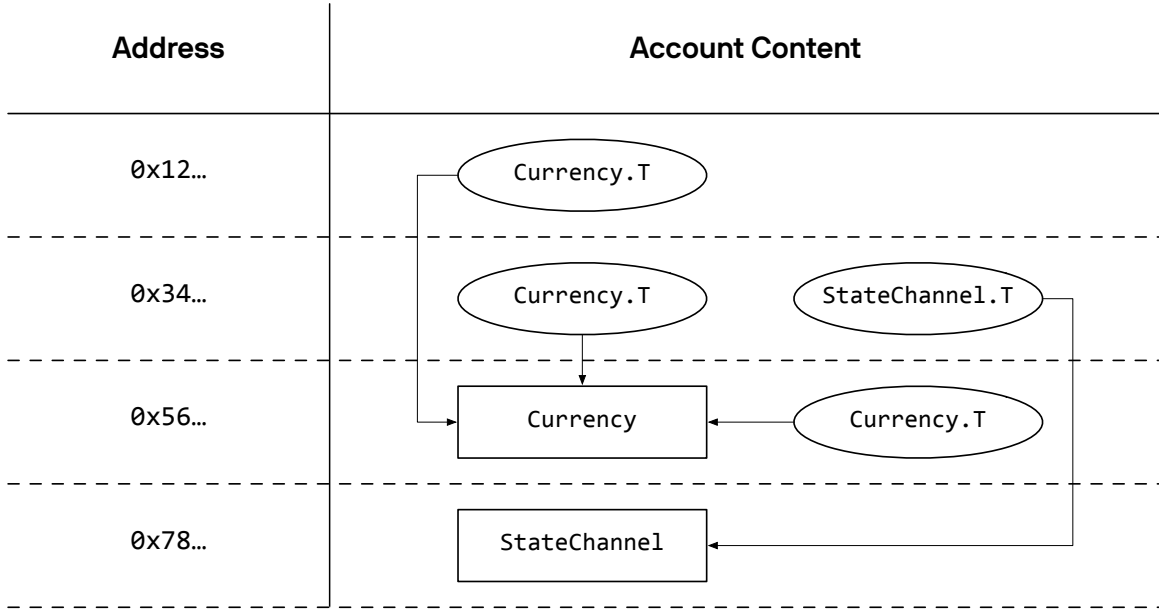 Address Account Content
0x12… Currency.T
0x34… Currency.T StateChannel.T
0x56… Currency Currency.T
0x78… StateChannel